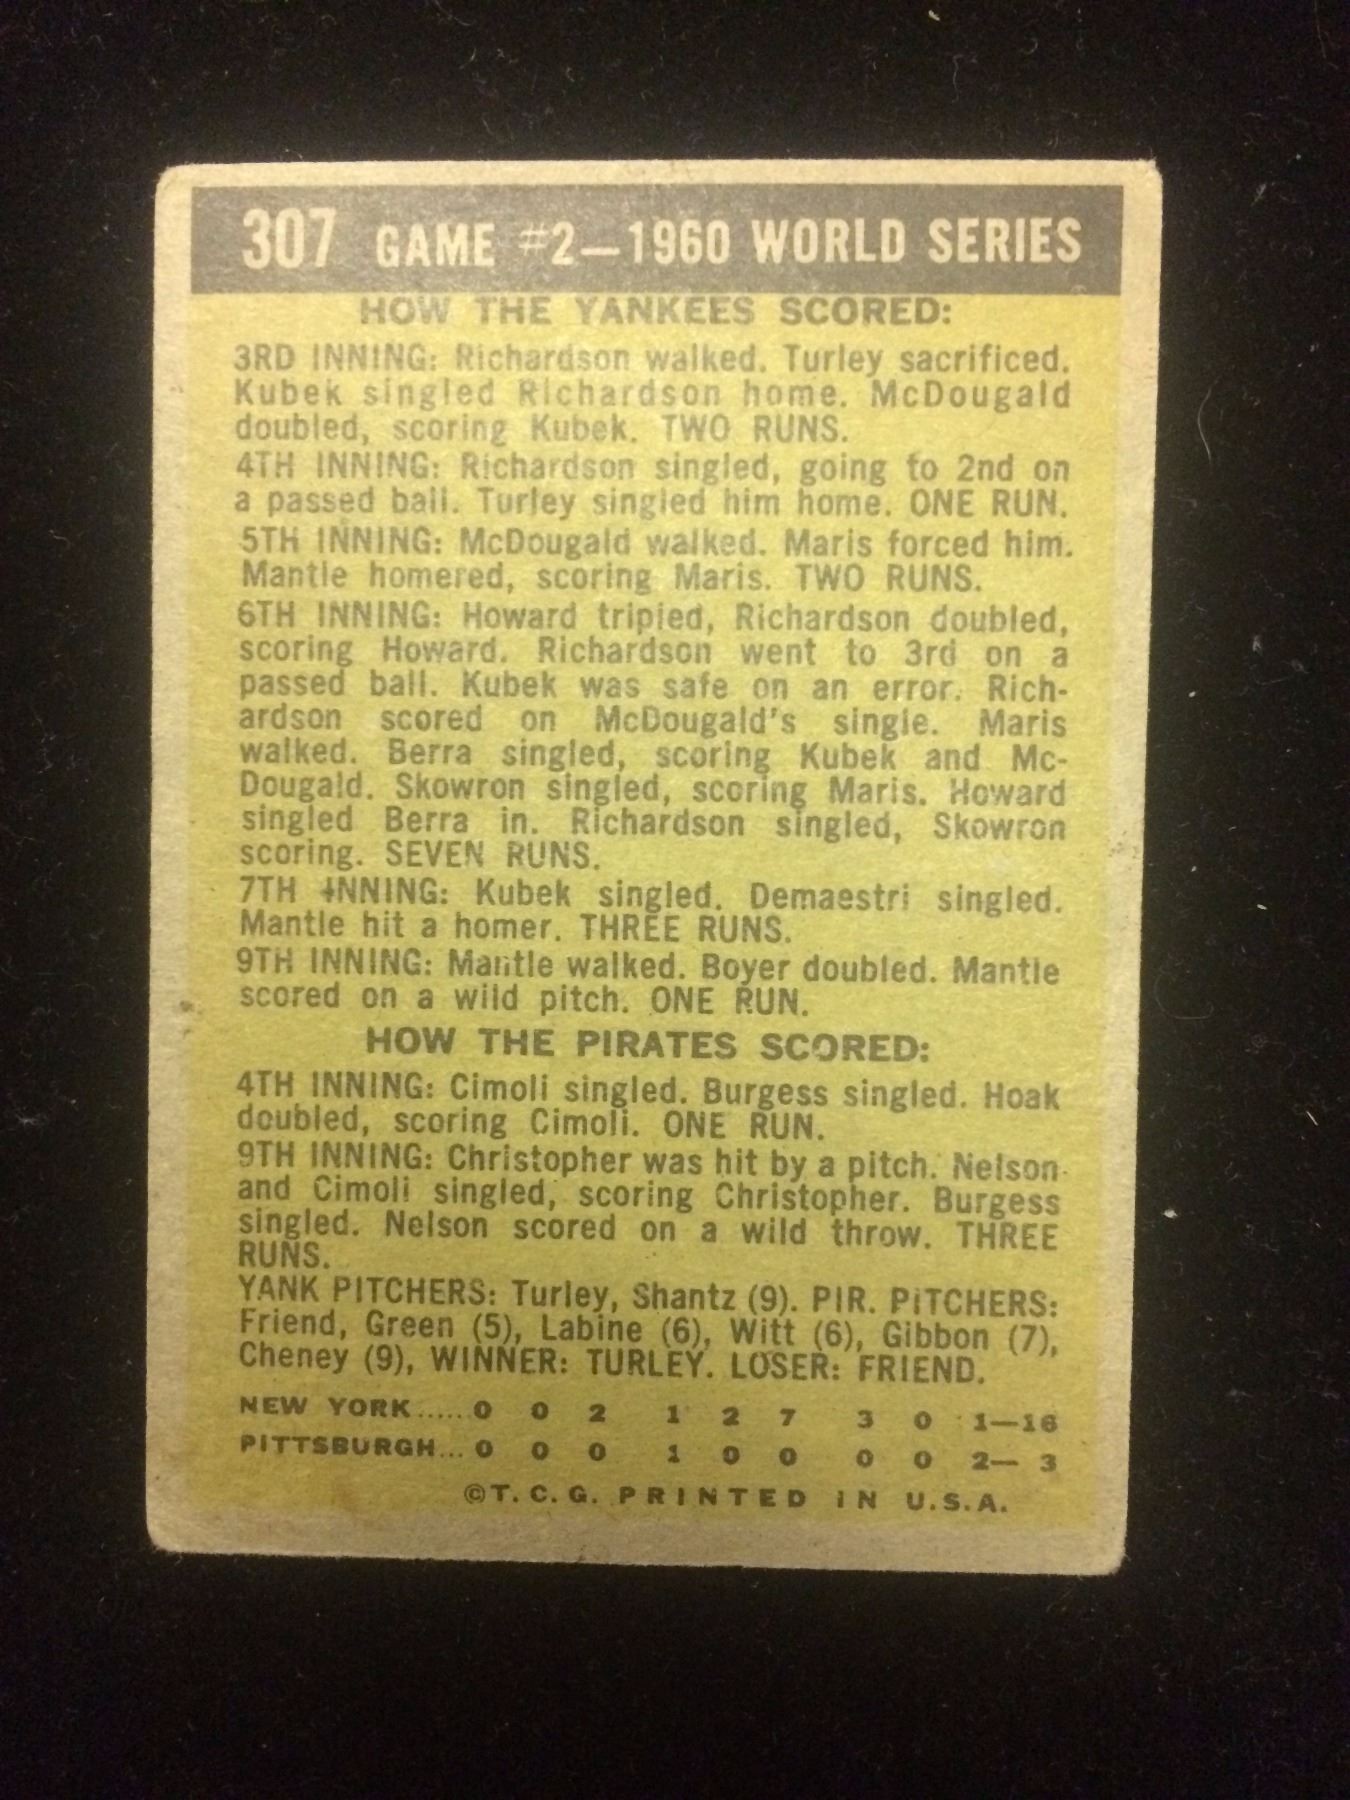 307 GAME #2—1960 WORLD SERIES
HOW THE YANKEES SCORED:
3RD INNING: Richardson walked. Turley sacrificed.
Kubek singled Richardson home. McDougald
doubled, scoring Kubek. TWO RUNS.
4TH INNING: Richardson singled, going to 2nd on
a passed ball. Turley singled him home. ONE RUN.
5TH INNING: McDougald walked. Maris forced him.
Mantle homered, scoring Maris. TWO RUNS.
6TH INNING: Howard tripled, Richardson doubled,
scoring Howard. Richardson went to 3rd on a
passed ball. Kubek was safe on an error. Rich-
ardson scored on McDougald's single. Maris
walked. Berra singled, scoring Kubek and Mc-
Dougald. Skowron singled, scoring Maris. Howard
singled Berra in. Richardson singled, Skowron
scoring. SEVEN RUNS.
7TH INNING: Kubek singled. Demaestri singled.
Mantle hit a homer. THREE RUNS.
9TH INNING: Mantle walked. Boyer doubled. Mantle
scored on a wild pitch. ONE RUN.
HOW THE PIRATES SCORED:
4TH INNING: Cimoli singled. Burgess singled. Hoak
doubled, scoring Cimoli. ONE RUN.
9TH INNING: Christopher was hit by a pitch. Nelson
and Cimoli singled, scoring Christopher. Burgess
singled. Nelson scored on a wild throw. THREE
RUNS.
YANK PITCHERS: Turley, Shantz (9). PIR. PITCHERS:
Friend, Green (5), Labine (6), Witt (6), Gibbon (7),
Cheney (9), WINNER: TURLEY. LOSER: FRIEND.
NEW YORK......0 0 2 1 2 7 3 0 1—16
PITTSBURGH...0 0 0 1 0 0 0 0 2— 3
©T. C. G. PRINTED IN U.S.A.